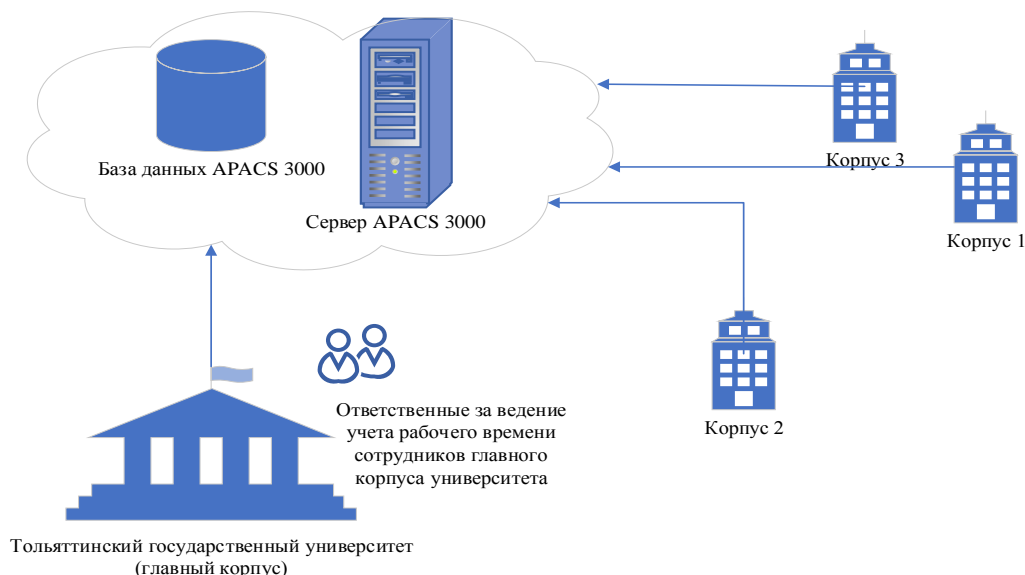 База данных APACS 3000
Сервер APACS 3000
Корпус 3
Корпус 1
Корпус 2
Ответственные за ведение
учета рабочего времени
сотрудников главного
корпуса университета
Тольяттинский государственный университет
(главный корпус)